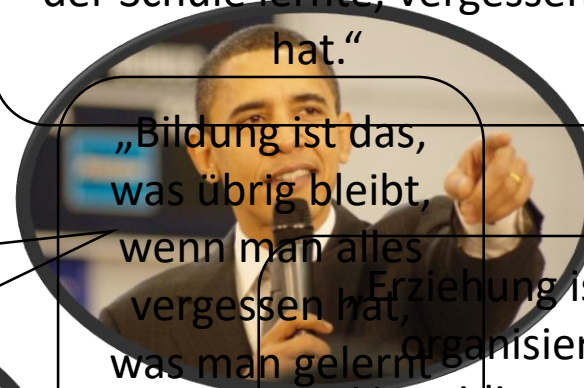 der Schule lernte, vergessen
hat.“
„Bildung ist das,
was übrig bleibt,
wenn man alles
vergessen hat,
was man gelernt
„Erziehung is
organisier